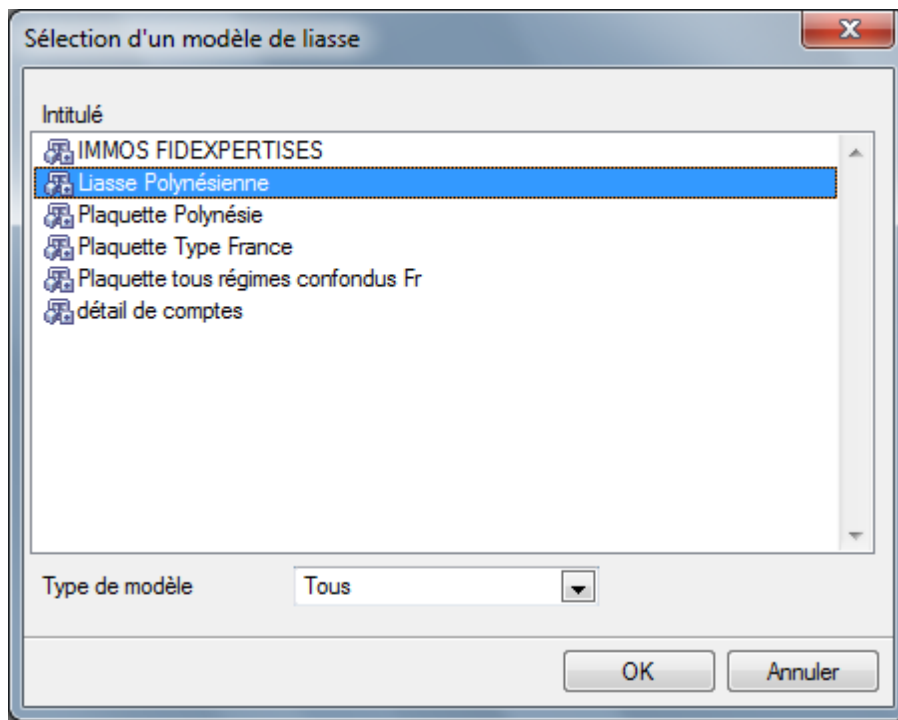 Sélection d'un modèle de liasse
Intitulé
IMMOS FIDEXPERTISES
Liasse Polynésienne
Plaquette Polynésie
Plaquette Type France
Plaquette tous régimes confondus Fr
détail de comptes
Type de modèle Tous
OK Annuler